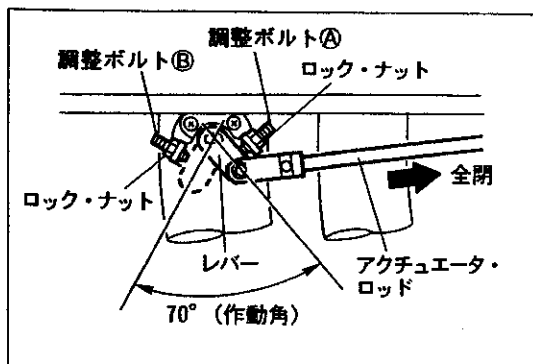 調整ボルトⒶ
調整ボルトⒷ
ロック・ナット
全閉
ロック・ナット
レバー
アクチュエータ・
ロッド
70°（作動角）